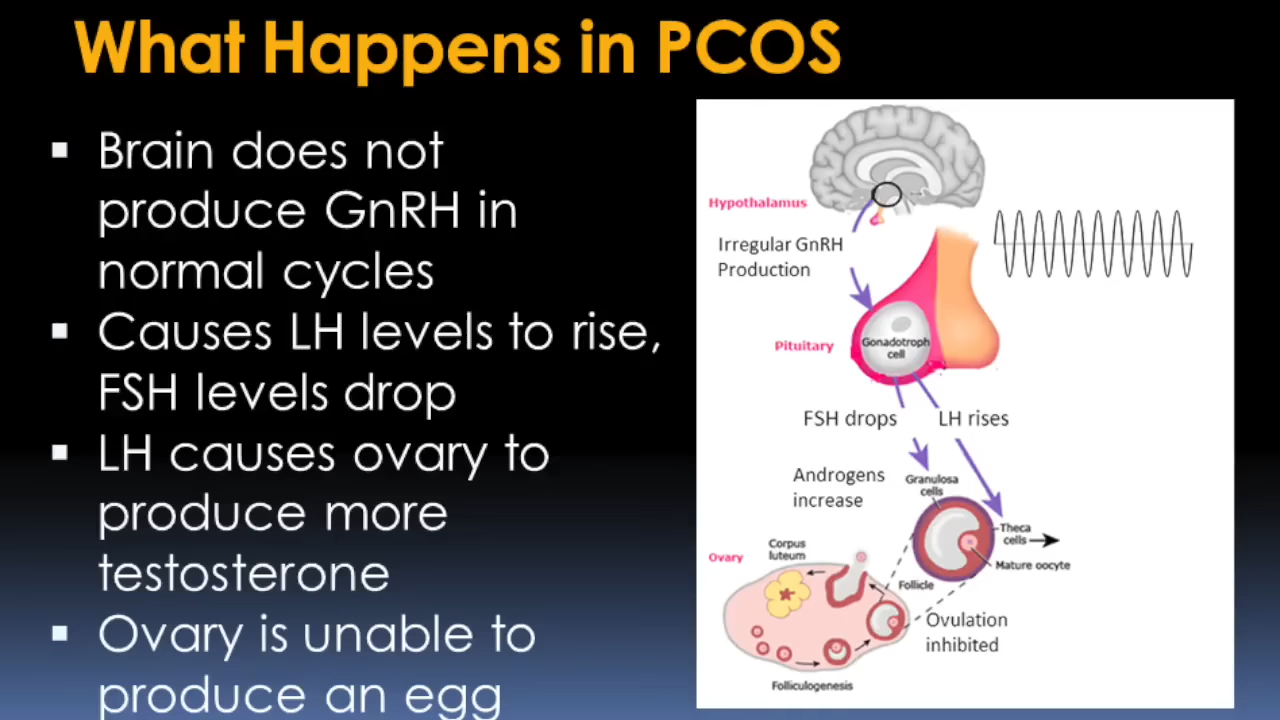 What Happens in PCOS
▪ Brain does not
produce GnRH in
normal cycles
▪ Causes LH levels to rise,
FSH levels drop
▪ LH causes ovary to
produce more
testosterone
▪ Ovary is unable to
produce an egg
Hypothalamus
Irregular GnRH
Production
Pituitary
Gonadotroph
cell
FSH drops
LH rises
Androgens
increase
Granulosa
cells
Theca
cells
Mature oocyte
Ovary
Corpus
luteum
Follicle
Ovulation
inhibited
Folliculogenesis